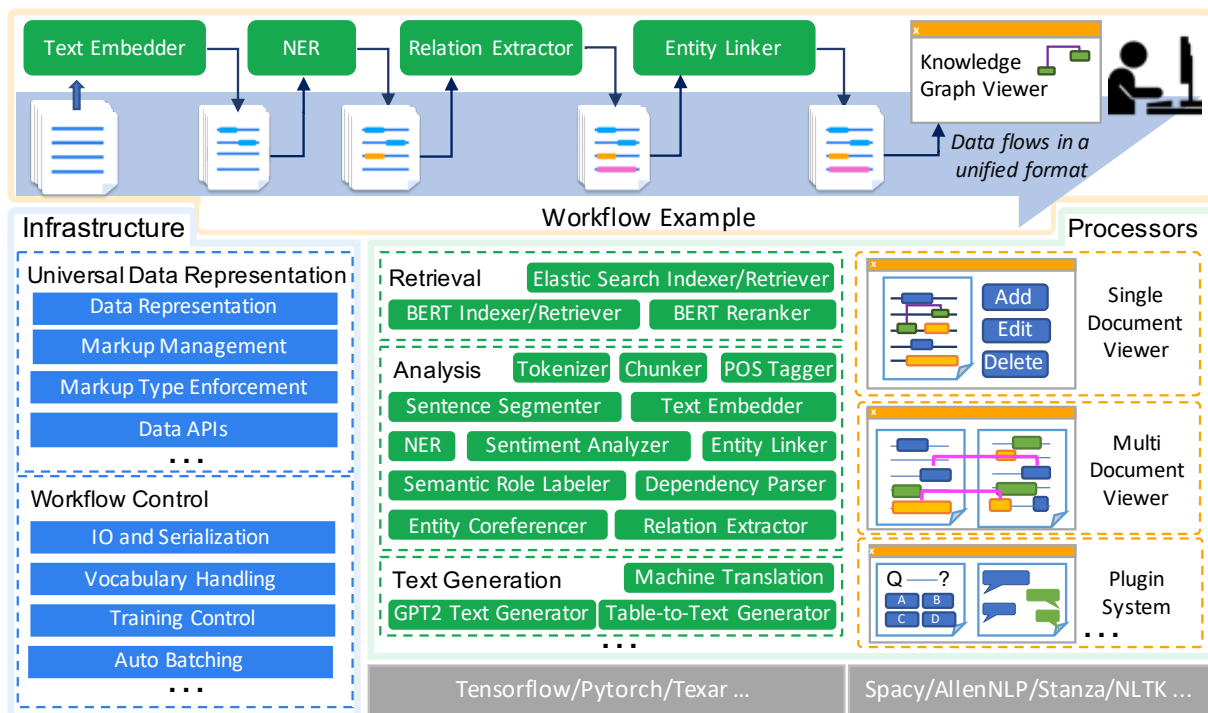 Text Embedder
NER
Relation Extractor
Entity Linker
x
Knowledge
Graph Viewer
Data flows in a
unified format
Workflow Example
Infrastructure
Universal Data Representation
Data Representation
Markup Management
Markup Type Enforcement
Data APIs
...
Workflow Control
IO and Serialization
Vocabulary Handling
Training Control
Auto Batching
...
Processors
Retrieval
Elastic Search Indexer/Retriever
BERT Indexer/Retriever
BERT Reranker
Analysis
Tokenizer
Chunker
POS Tagger
Sentence Segmenter
Text Embedder
NER
Sentiment Analyzer
Entity Linker
Semantic Role Labeler
Dependency Parser
Entity Coreferencer
Relation Extractor
Text Generation
Machine Translation
GPT2 Text Generator
Table-to-Text Generator
...
x
Add
Edit
Delete
Single
Document
Viewer
x
Multi
Document
Viewer
x
Q ?
A B
C D
Plugin
System
...
Tensorflow/Pytorch/Texar ...
Spacy/AllenNLP/Stanza/NLTK ...